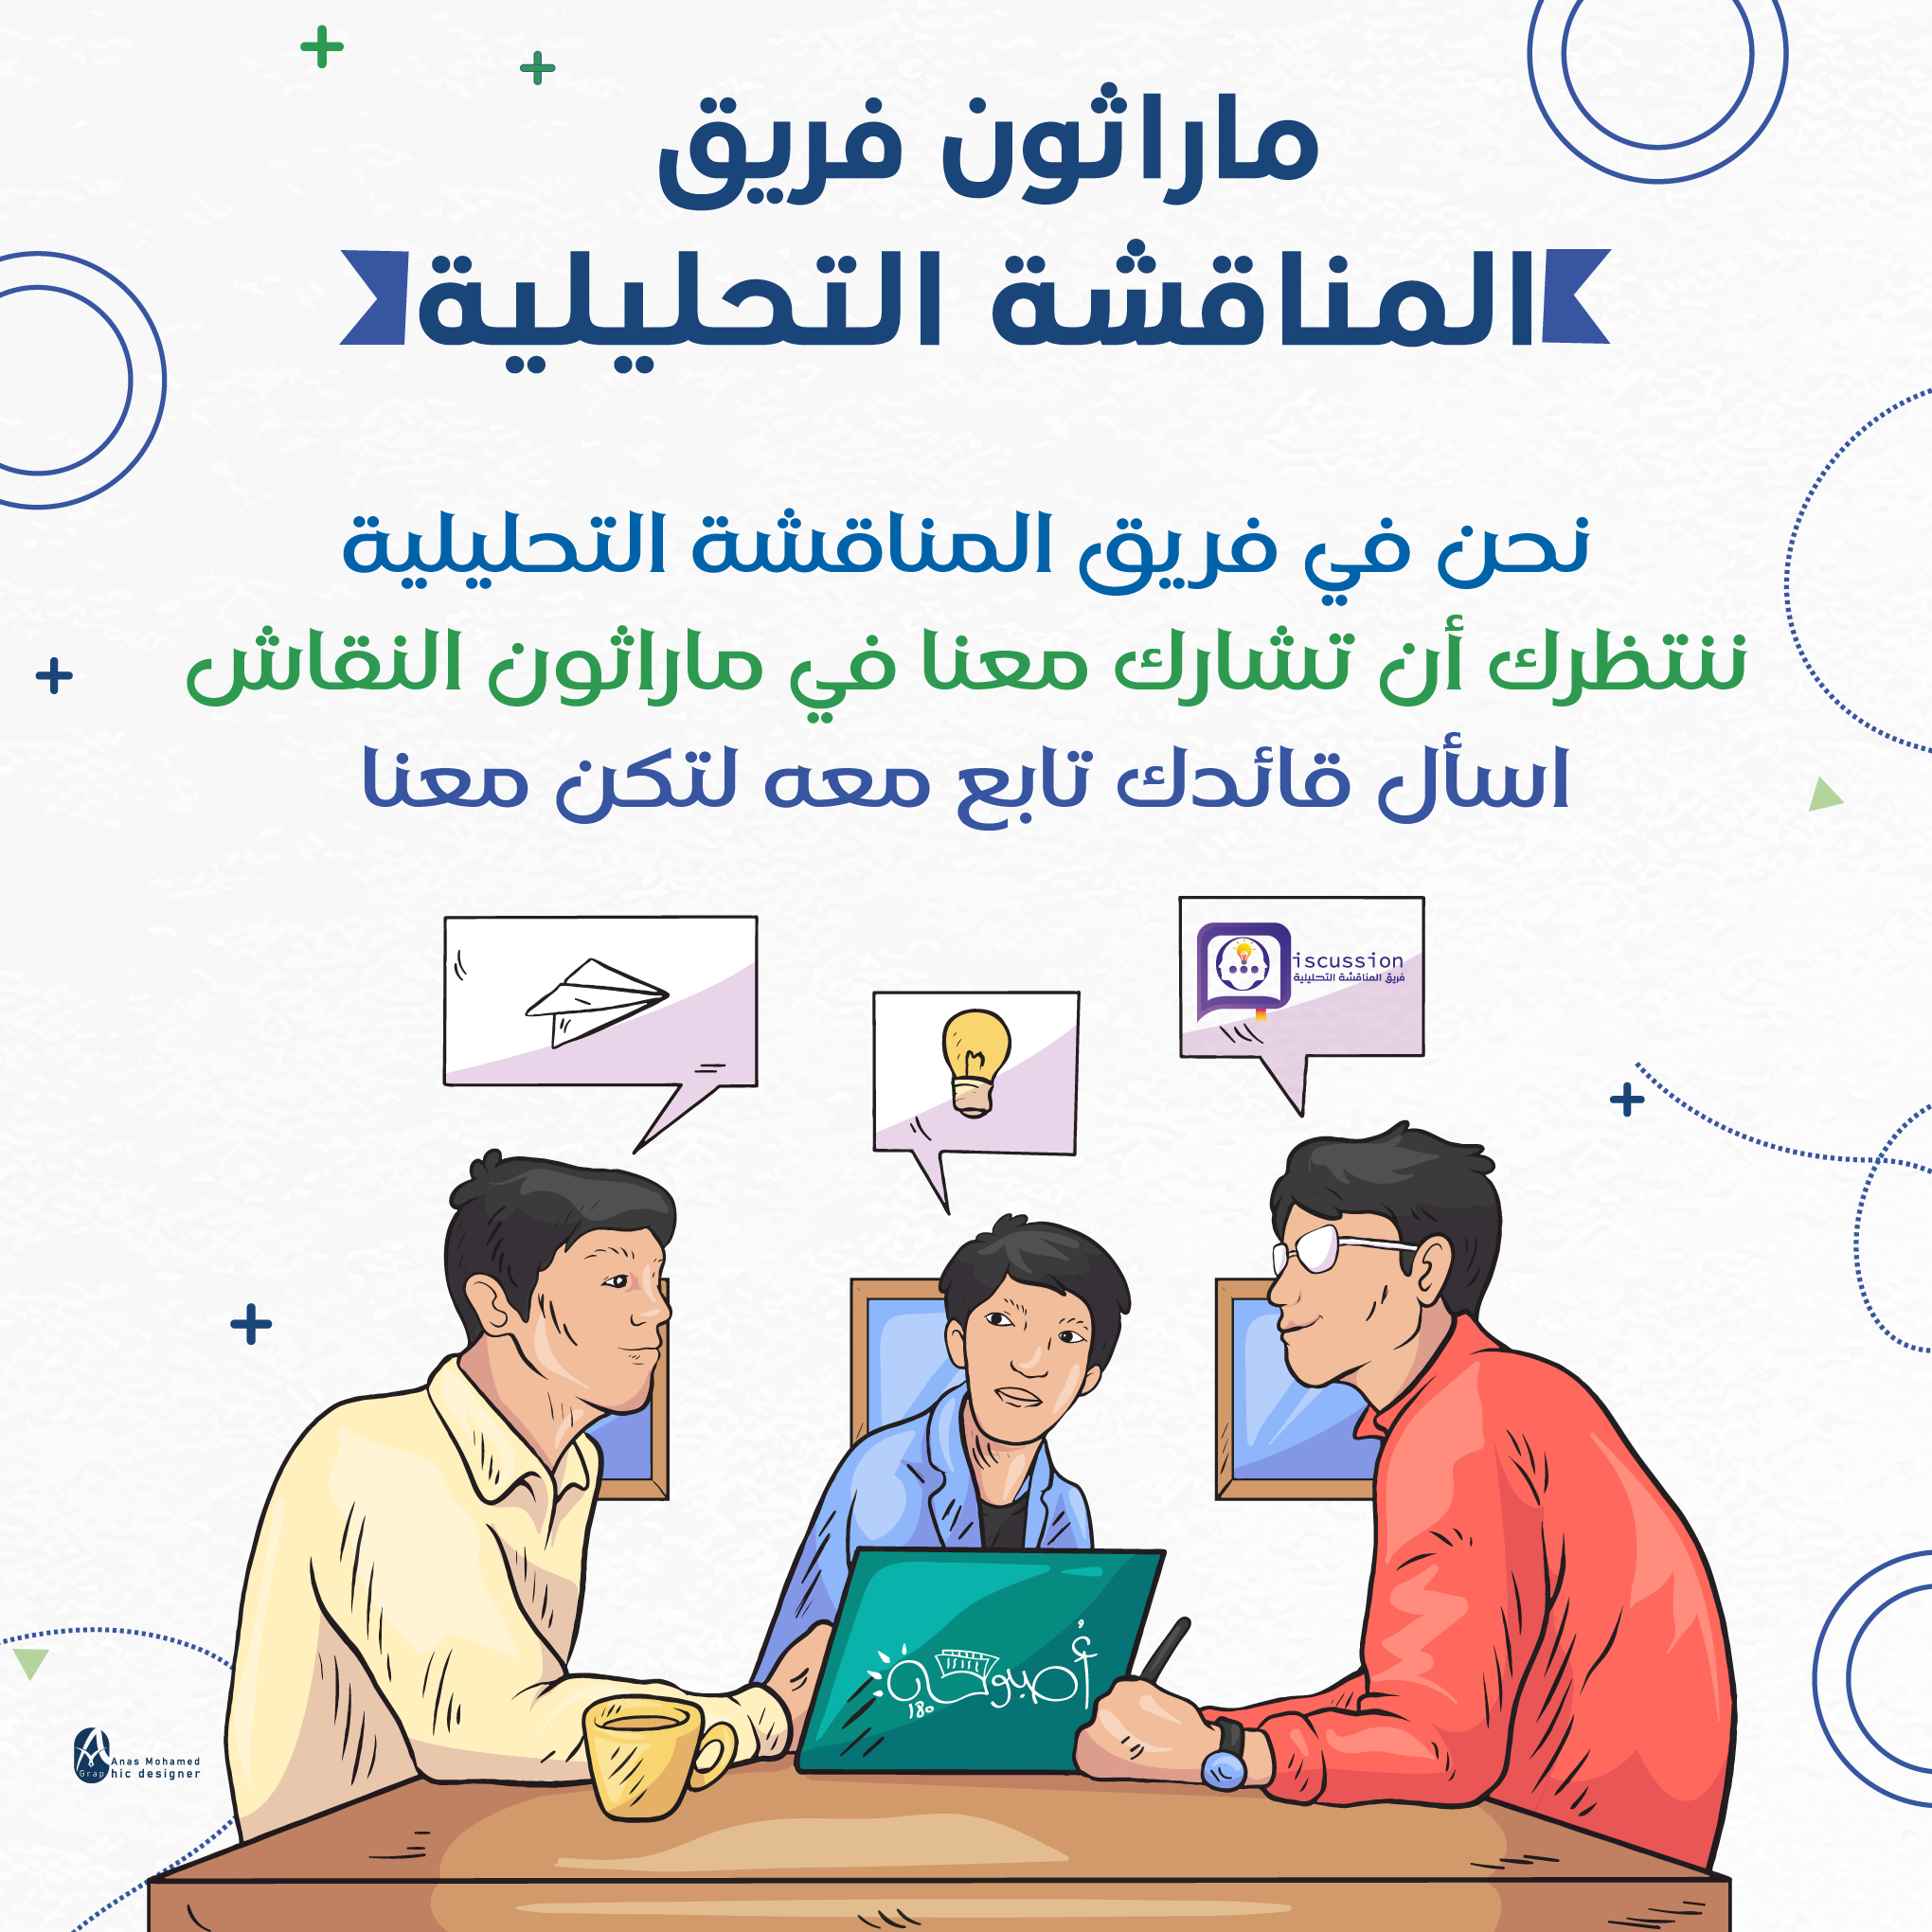 ماراثون فريق
المناقشة التحليلية
نحن في فريق المناقشة التحليلية
ننتظرك أن تشارك معنا في ماراثون النقاش
اسأل قائدك تابع معه لتكن معنا
iscussion
فريق المناقشة التحليلية
أصبوحة
180
Anas Mohamed
Graphic designer